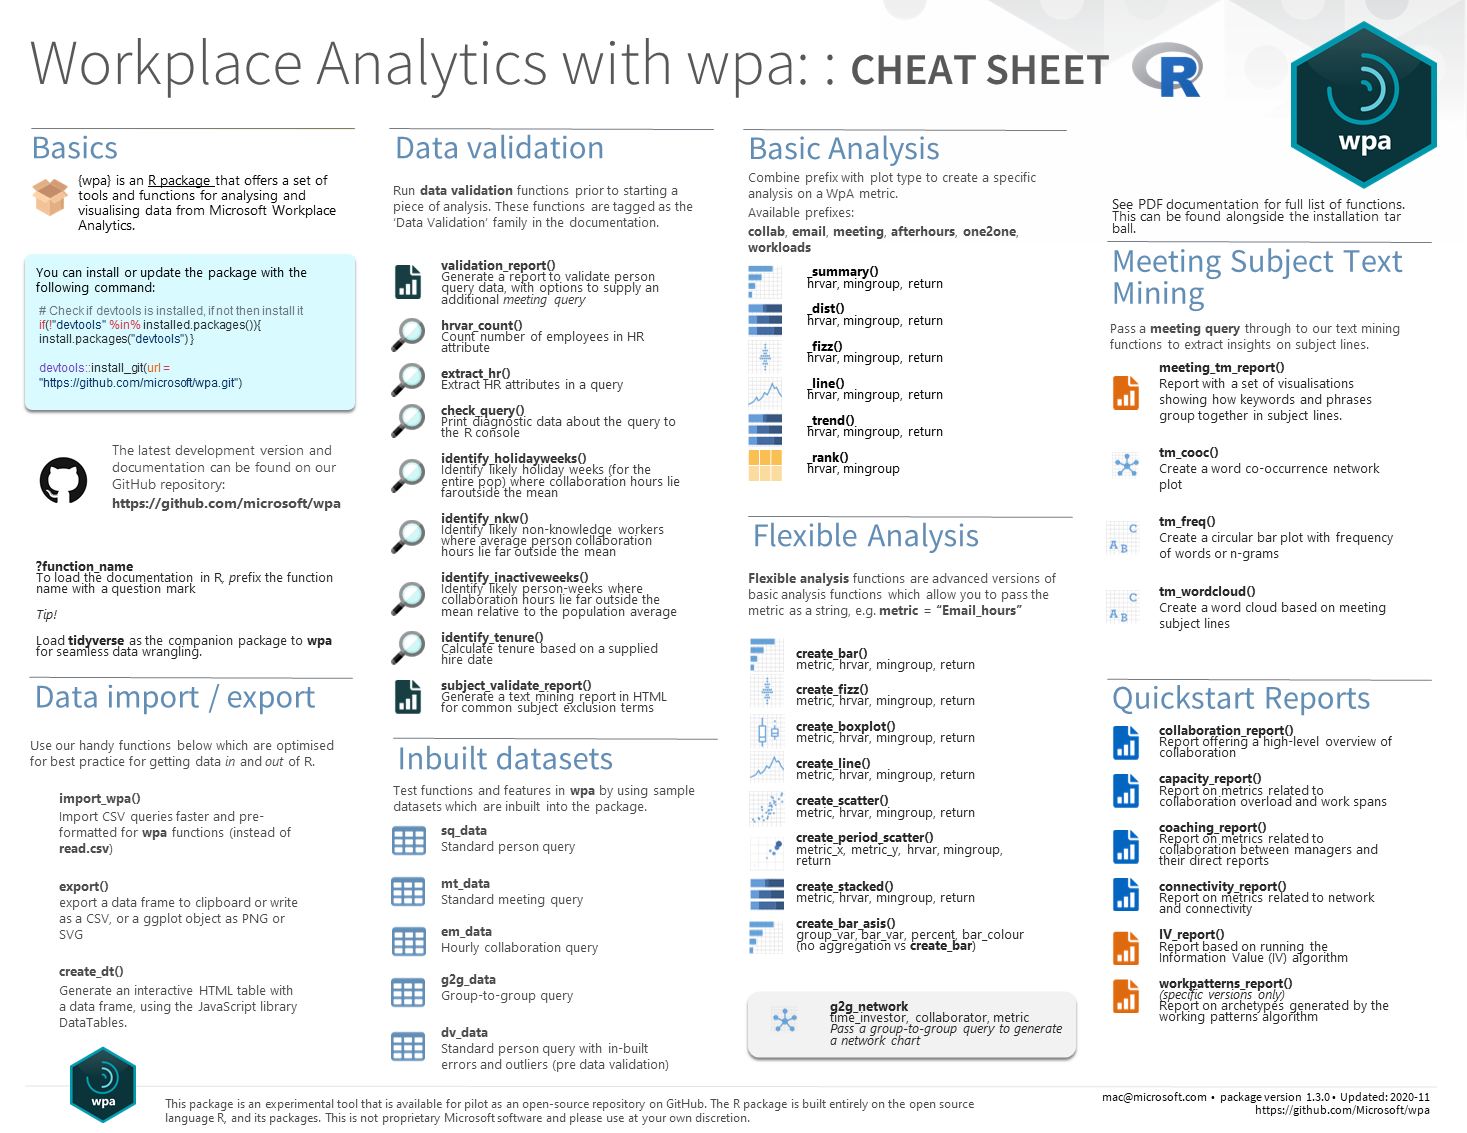 Workplace Analytics with wpa: : CHEAT SHEET
R
wpa
Basics
{wpa} is an R package that offers a set of
tools and functions for analysing and
visualising data from Microsoft Workplace
Analytics.
You can install or update the package with the
following command:
# Check if devtools is installed, if not then install it
if(!"devtools" %in% installed.packages()){
install.packages("devtools") }
devtools::install_git(url =
"https://github.com/microsoft/wpa.git")
The latest development version and
documentation can be found on our
GitHub repository:
https://github.com/microsoft/wpa
?function_name
To load the documentation in R, prefix the function
name with a question mark
Tip!
Load tidyverse as the companion package to wpa
for seamless data wrangling.
Data import / export
Use our handy functions below which are optimised
for best practice for getting data in and out of R.
import_wpa()
Import CSV queries faster and pre-
formatted for wpa functions (instead of
read.csv)
export()
export a data frame to clipboard or write
as a CSV, or a ggplot object as PNG or
SVG
create_dt()
Generate an interactive HTML table with
a data frame, using the JavaScript library
DataTables.
Data validation
Run data validation functions prior to starting a
piece of analysis. These functions are tagged as the
‘Data Validation’ family in the documentation.
validation_report()
Generate a report to validate person
query data, with options to supply an
additional meeting query
hrvar_count()
Count number of employees in HR
attribute
extract_hr()
Extract HR attributes in a query
check_query()
Print diagnostic data about the query to
the R console
identify_holidayweeks()
Identify likely holiday weeks (for the
entire pop) where collaboration hours lie
far outside the mean
identify_nkw()
Identify likely non-knowledge workers
where average person collaboration
hours lie far outside the mean
identify_inactiveweeks()
Identify likely person-weeks where
collaboration hours lie far outside the
mean relative to the population average
identify_tenure()
Calculate tenure based on a supplied
hire date
subject_validate_report()
Generate a text mining report in HTML
for common subject exclusion terms
Inbuilt datasets
Test functions and features in wpa by using sample
datasets which are inbuilt into the package.
sq_data
Standard person query
mt_data
Standard meeting query
em_data
Hourly collaboration query
g2g_data
Group-to-group query
dv_data
Standard person query with in-built
errors and outliers (pre data validation)
Basic Analysis
Combine prefix with plot type to create a specific
analysis on a WpA metric.
Available prefixes:
collab, email, meeting, afterhours, one2one,
workloads
_summary()
hrvar, mingroup, return
_dist()
hrvar, mingroup, return
_fizz()
hrvar, mingroup, return
_line()
hrvar, mingroup, return
_trend()
hrvar, mingroup, return
_rank()
hrvar, mingroup
Flexible Analysis
Flexible analysis functions are advanced versions of
basic analysis functions which allow you to pass the
metric as a string, e.g. metric = “Email_hours”
create_bar()
metric, hrvar, mingroup, return
create_fizz()
metric, hrvar, mingroup, return
create_boxplot()
metric, hrvar, mingroup, return
create_line()
metric, hrvar, mingroup, return
create_scatter()
metric, hrvar, mingroup, return
create_period_scatter()
metric_x, metric_y, hrvar, mingroup,
return
create_stacked()
metric, hrvar, mingroup, return
create_bar_asis()
group_var, bar_var, percent, bar_colour
(no aggregation vs create_bar)
g2g_network
time_investor, collaborator, metric
Pass a group-to-group query to generate
a network chart
See PDF documentation for full list of functions.
This can be found alongside the installation tar
ball.
Meeting Subject Text
Mining
Pass a meeting query through to our text mining
functions to extract insights on subject lines.
meeting_tm_report()
Report with a set of visualisations
showing how keywords and phrases
group together in subject lines.
tm_cooc()
Create a word co-occurrence network
plot
C
A B
tm_freq()
Create a circular bar plot with frequency
of words or n-grams
C
A B
tm_wordcloud()
Create a word cloud based on meeting
subject lines
Quickstart Reports
collaboration_report()
Report offering a high-level overview of
collaboration
capacity_report()
Report on metrics related to
collaboration overload and work spans
coaching_report()
Report on metrics related to
collaboration between managers and
their direct reports
connectivity_report()
Report on metrics related to network
and connectivity
IV_report()
Report based on running the
Information Value (IV) algorithm
workpatterns_report()
(specific versions only)
Report on archetypes generated by the
working patterns algorithm
wpa
This package is an experimental tool that is available for pilot as an open-source repository on GitHub. The R package is built entirely on the open source
language R, and its packages. This is not proprietary Microsoft software and please use at your own discretion.
mac@microsoft.com • package version 1.3.0 • Updated: 2020-11
https://github.com/Microsoft/wpa